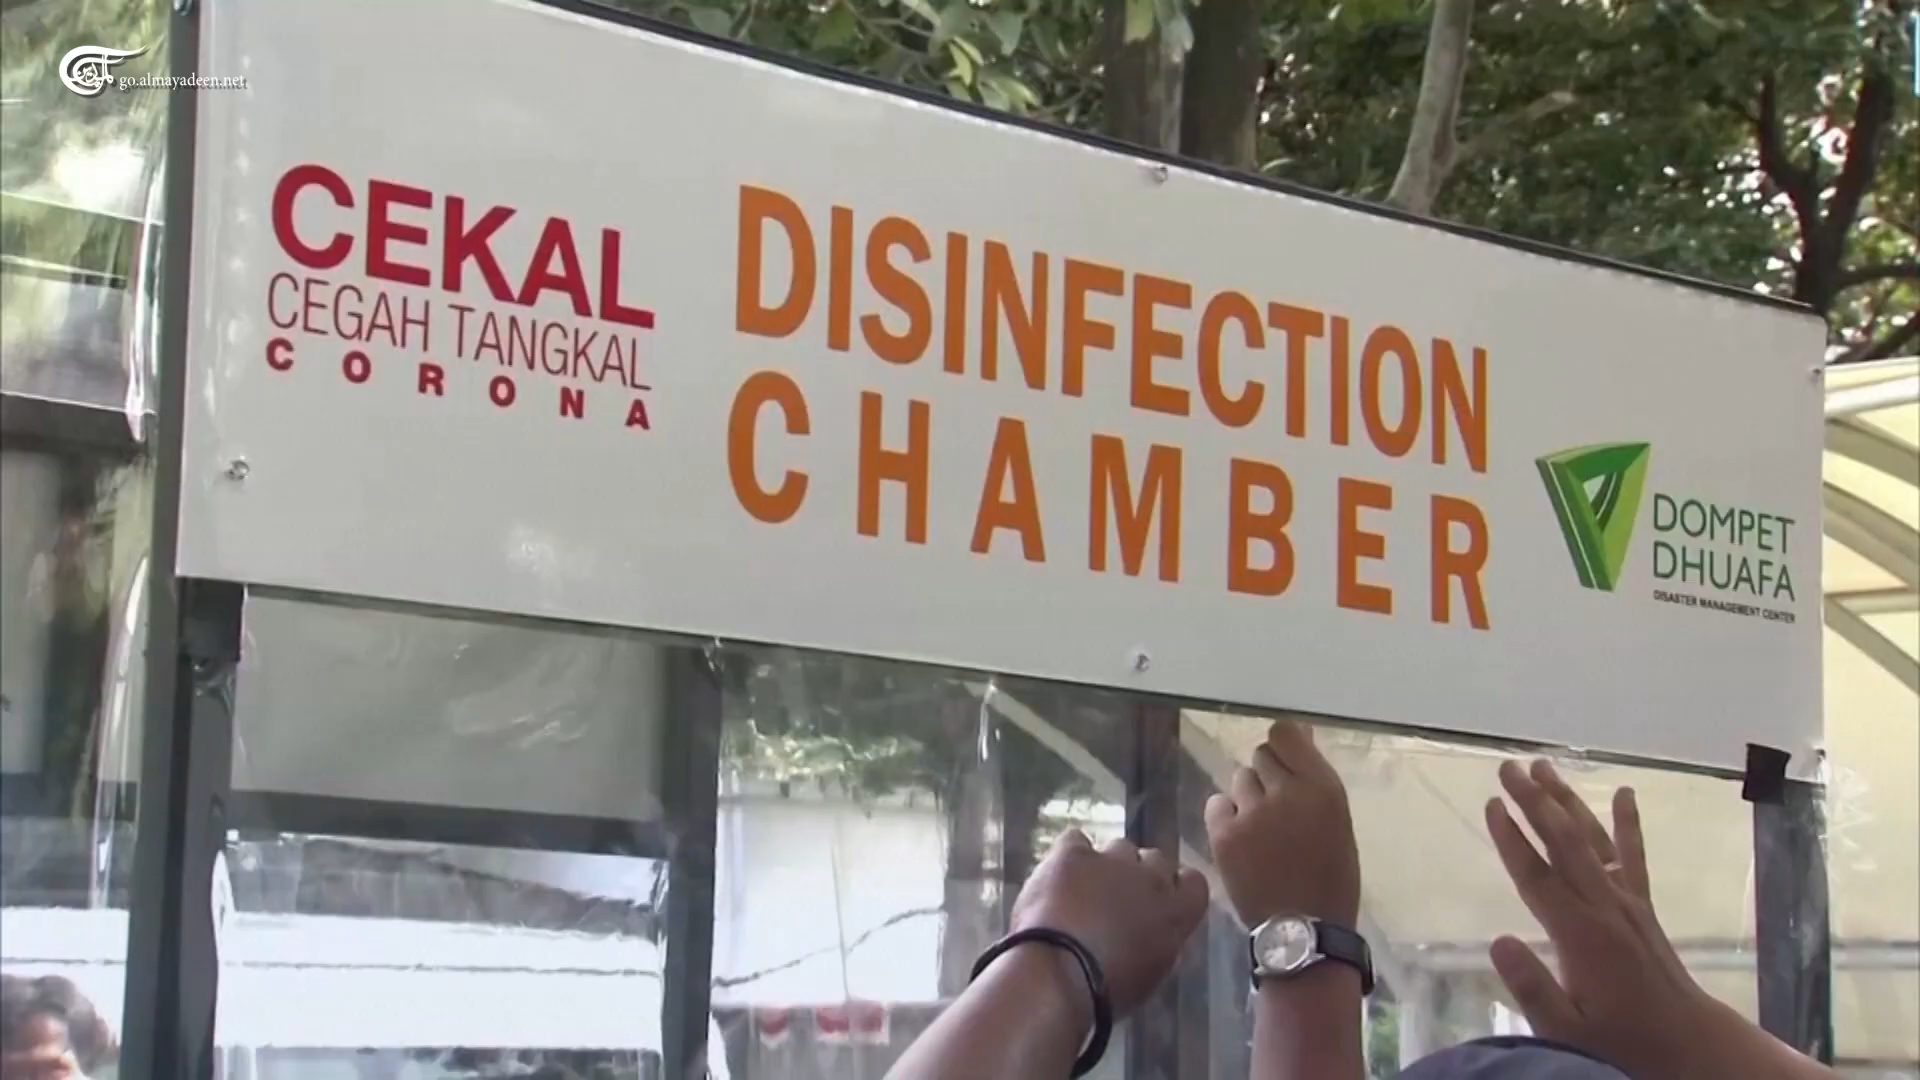 go.almayadeen.net
CEKAL
CEGAH TANGKAL
CORONA
DISINFECTION
CHAMBER
DOMPET
DHUAFA
DISASTER MANAGEMENT CENTER